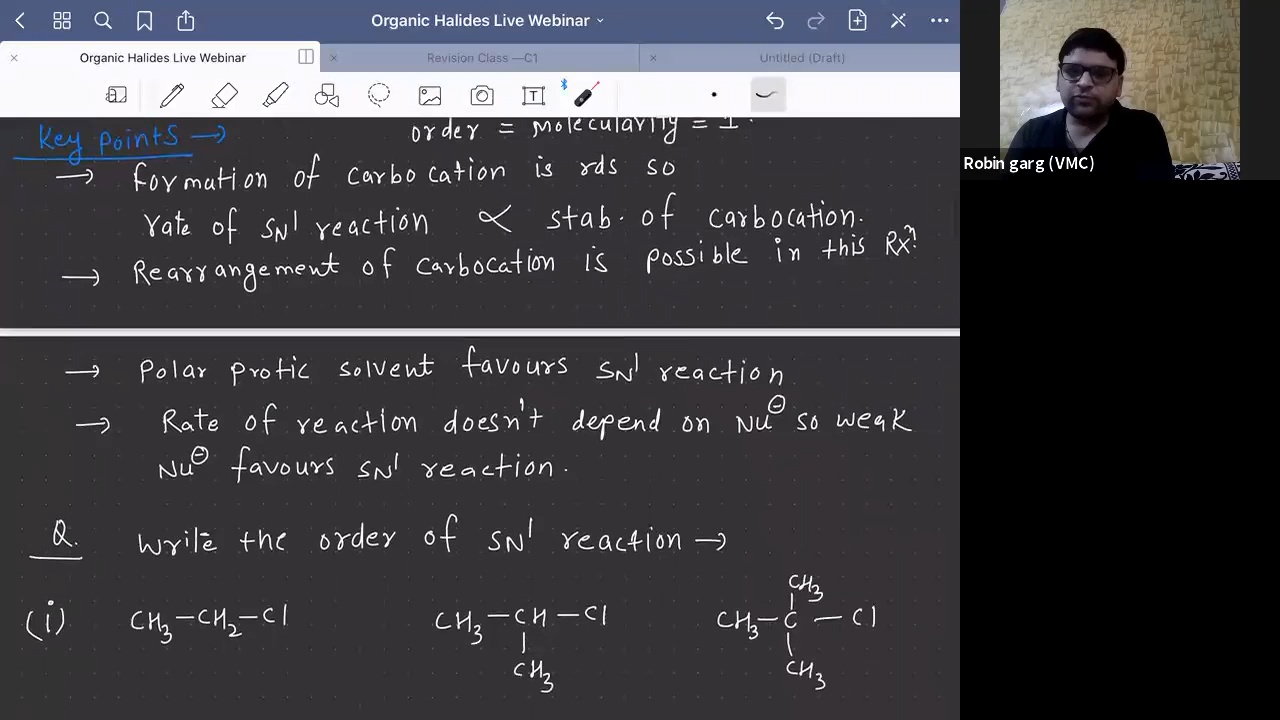 Organic Halides Live Webinar
Organic Halides Live Webinar
Revision Class —C1
Untitled (Draft)
T
Robin garg (VMC)
order = molecularity = 1.
Key points →
→ Formation of carbocation is rds so
rate of SN1 reaction ∝ stab. of carbocation.
→ Rearrangement of carbocation is possible in this Rxn.
→ Polar protic solvent favours SN1 reaction
→ Rate of reaction doesn't depend on Nu⊖ so weak
Nu⊖ favours SN1 reaction.
Q. Write the order of SN1 reaction →
CH3
(i) CH3–CH2–Cl CH3–CH–Cl CH3–C–Cl
CH3 CH3